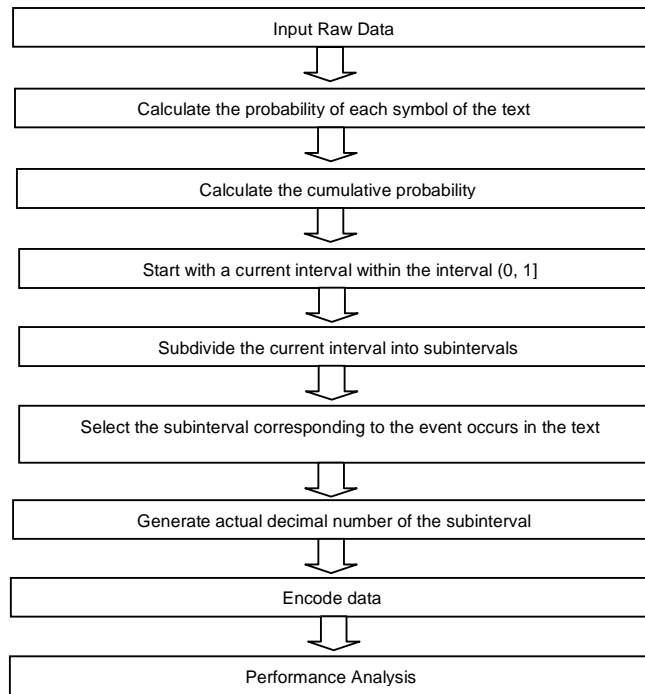 Input Raw Data
Calculate the probability of each symbol of the text
Calculate the cumulative probability
Start with a current interval within the interval (0, 1]
Subdivide the current interval into subintervals
Select the subinterval corresponding to the event occurs in the text
Generate actual decimal number of the subinterval
Encode data
Performance Analysis